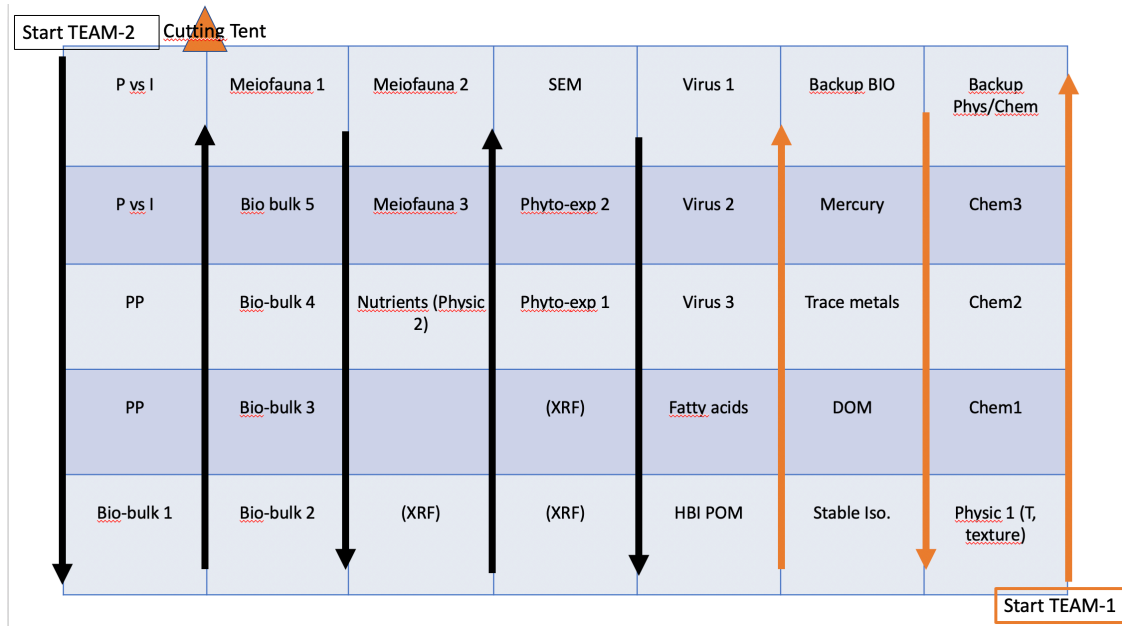 Start TEAM-2
Cutting Tent
P vs I
Meiofauna 1
Meiofauna 2
SEM
Virus 1
Backup BIO
Backup
Phys/Chem
P vs I
Bio bulk 5
Meiofauna 3
Phyto-exp 2
Virus 2
Mercury
Chem3
PP
Bio-bulk 4
Nutrients (Physic
2)
Phyto-exp 1
Virus 3
Trace metals
Chem2
PP
Bio-bulk 3
(XRF)
Fatty acids
DOM
Chem1
Bio-bulk 1
Bio-bulk 2
(XRF)
(XRF)
HBI POM
Stable Iso.
Physic 1 (T,
texture)
Start TEAM-1